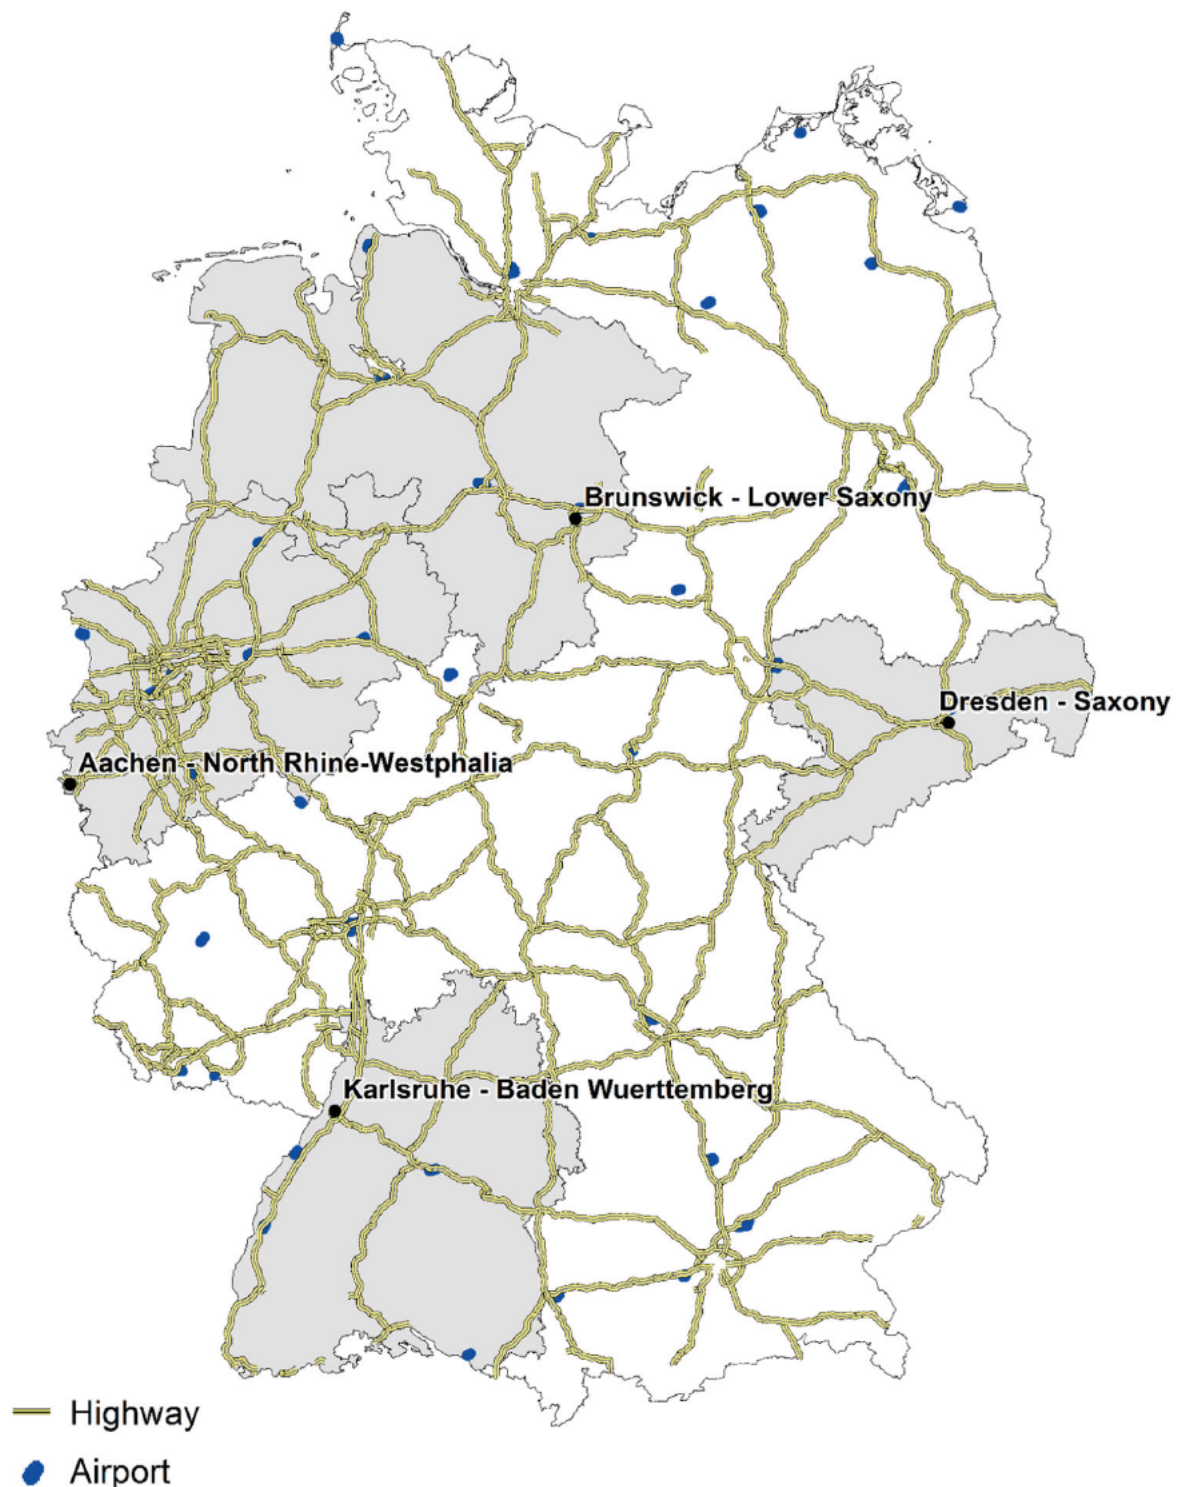 Brunswick - Lower Saxony
Dresden - Saxony
Aachen - North Rhine-Westphalia
Karlsruhe - Baden Wuerttemberg
Highway
Airport